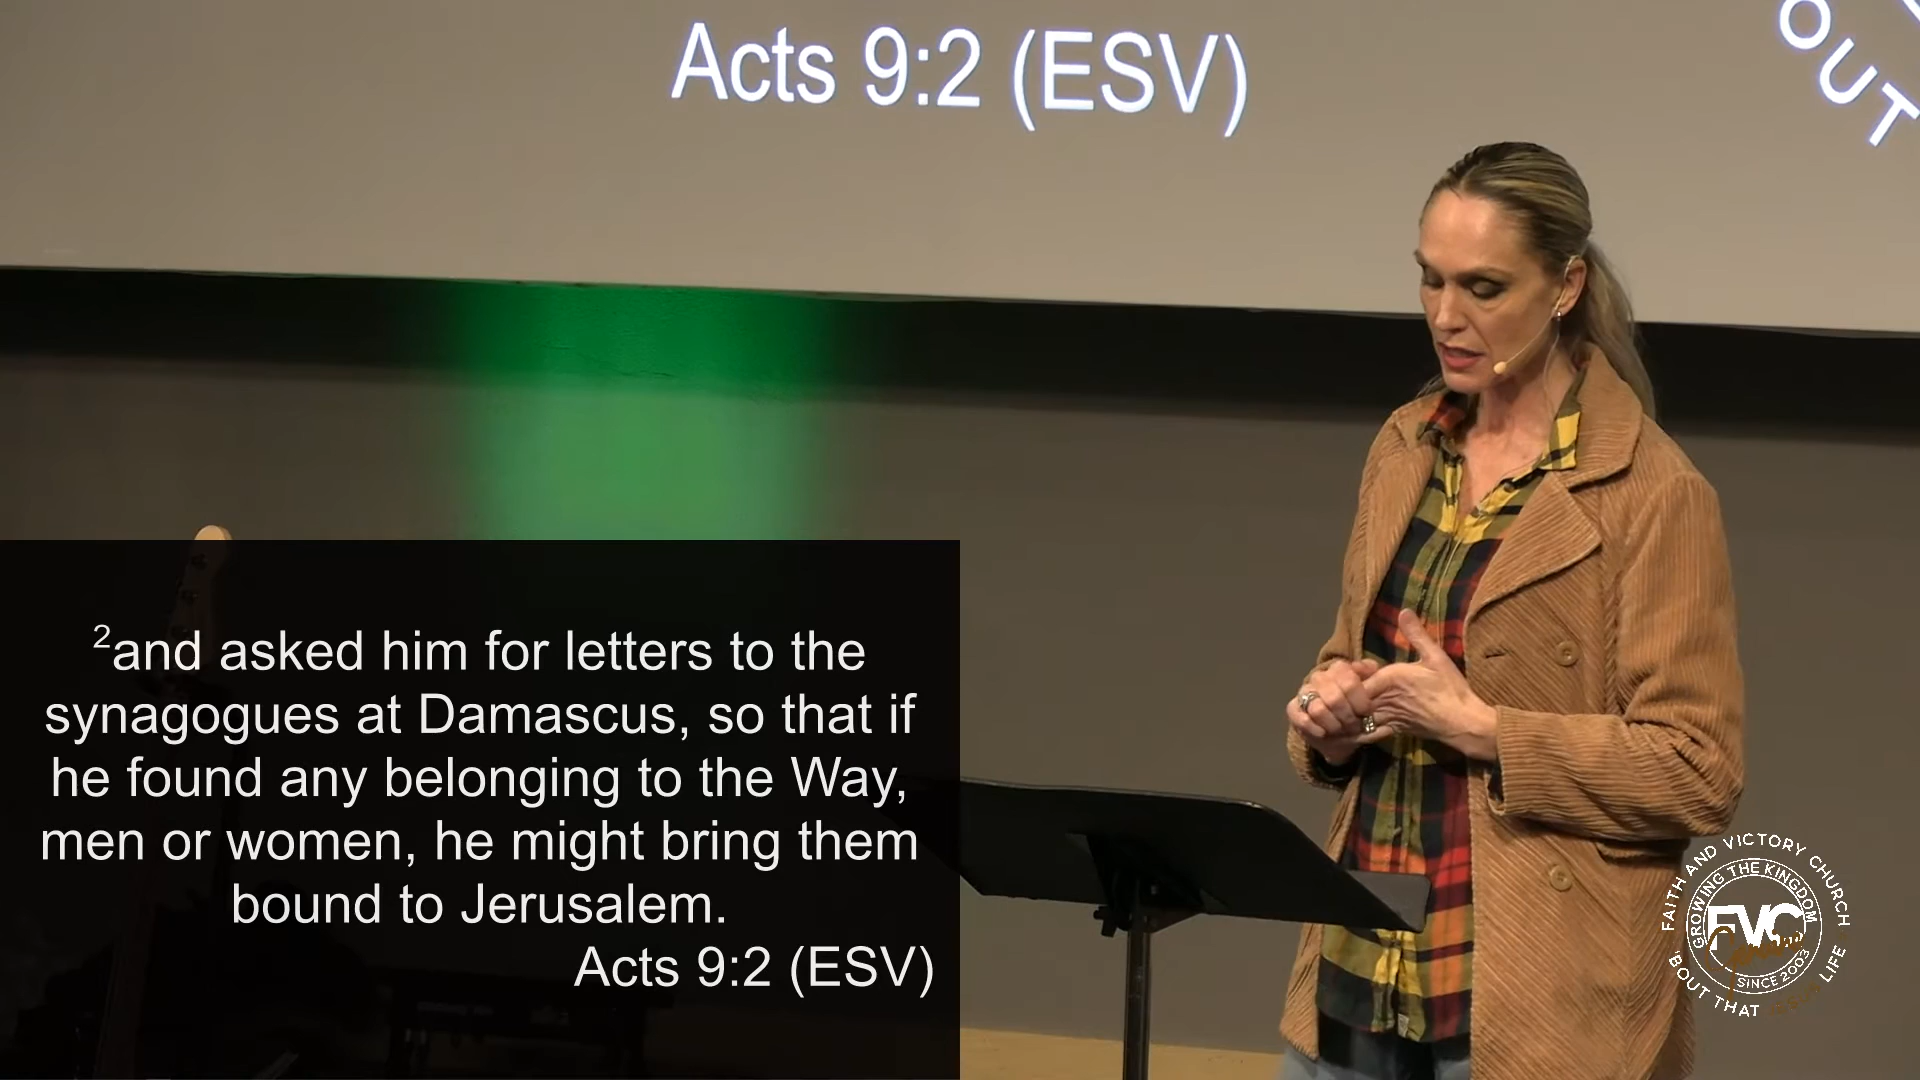 Acts 9:2 (ESV)
OUT
²and asked him for letters to the
synagogues at Damascus, so that if
he found any belonging to the Way,
men or women, he might bring them
bound to Jerusalem.
Acts 9:2 (ESV)
FAITH AND VICTORY CHURCH
GROWING THE KINGDOM
FVC
SINCE 2003
'BOUT THAT JESUS LIFE